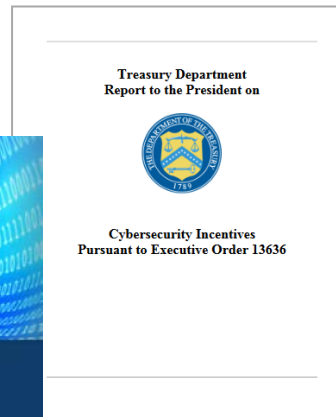 Treasury Department
Report to the President on
THE DEPARTMENT OF THE TREASURY
1789
Cybersecurity Incentives
Pursuant to Executive Order 13636